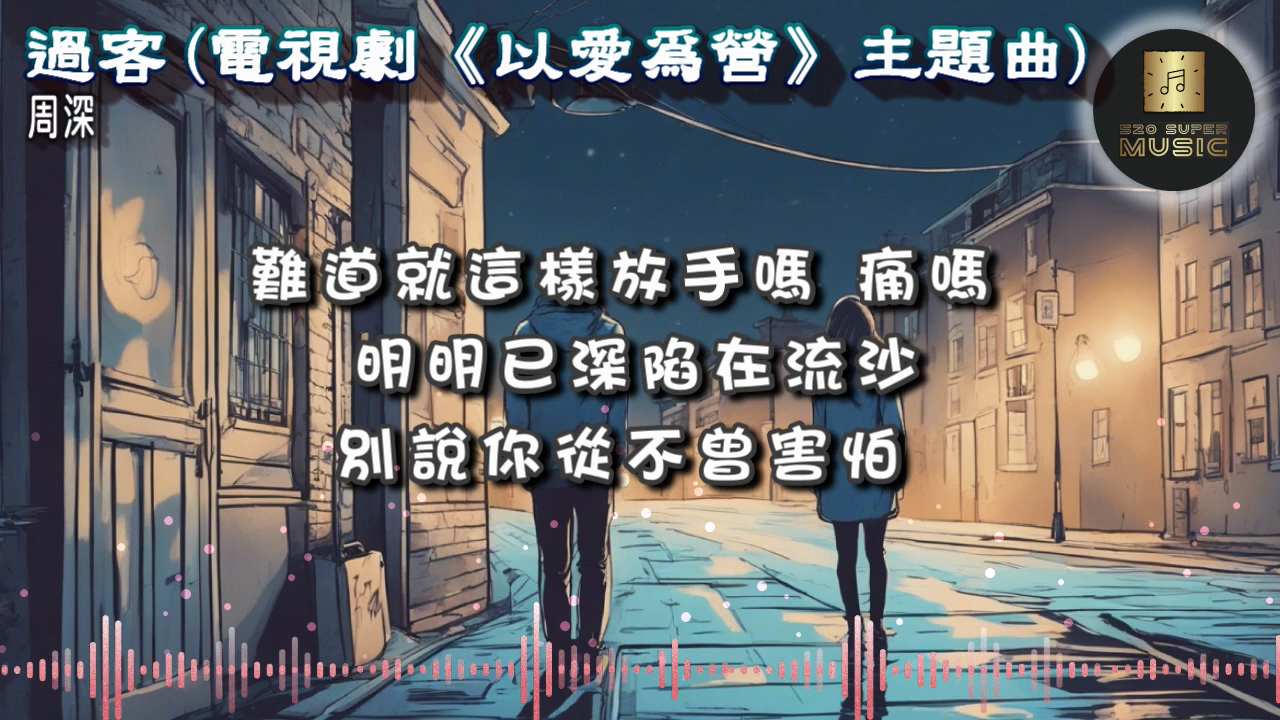 過客 (電視劇《以愛為營》主題曲)
周深
520 SUPER
MUSIC
難道就這樣放手嗎 痛嗎
明明已深陷在流沙
別說你從不曾害怕